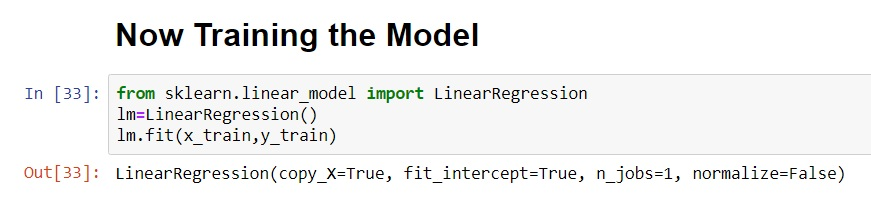 Now Training the Model
In [33]: from sklearn.linear_model import LinearRegression
lm=LinearRegression()
lm.fit(x_train,y_train)
Out[33]: LinearRegression(copy_X=True, fit_intercept=True, n_jobs=1, normalize=False)